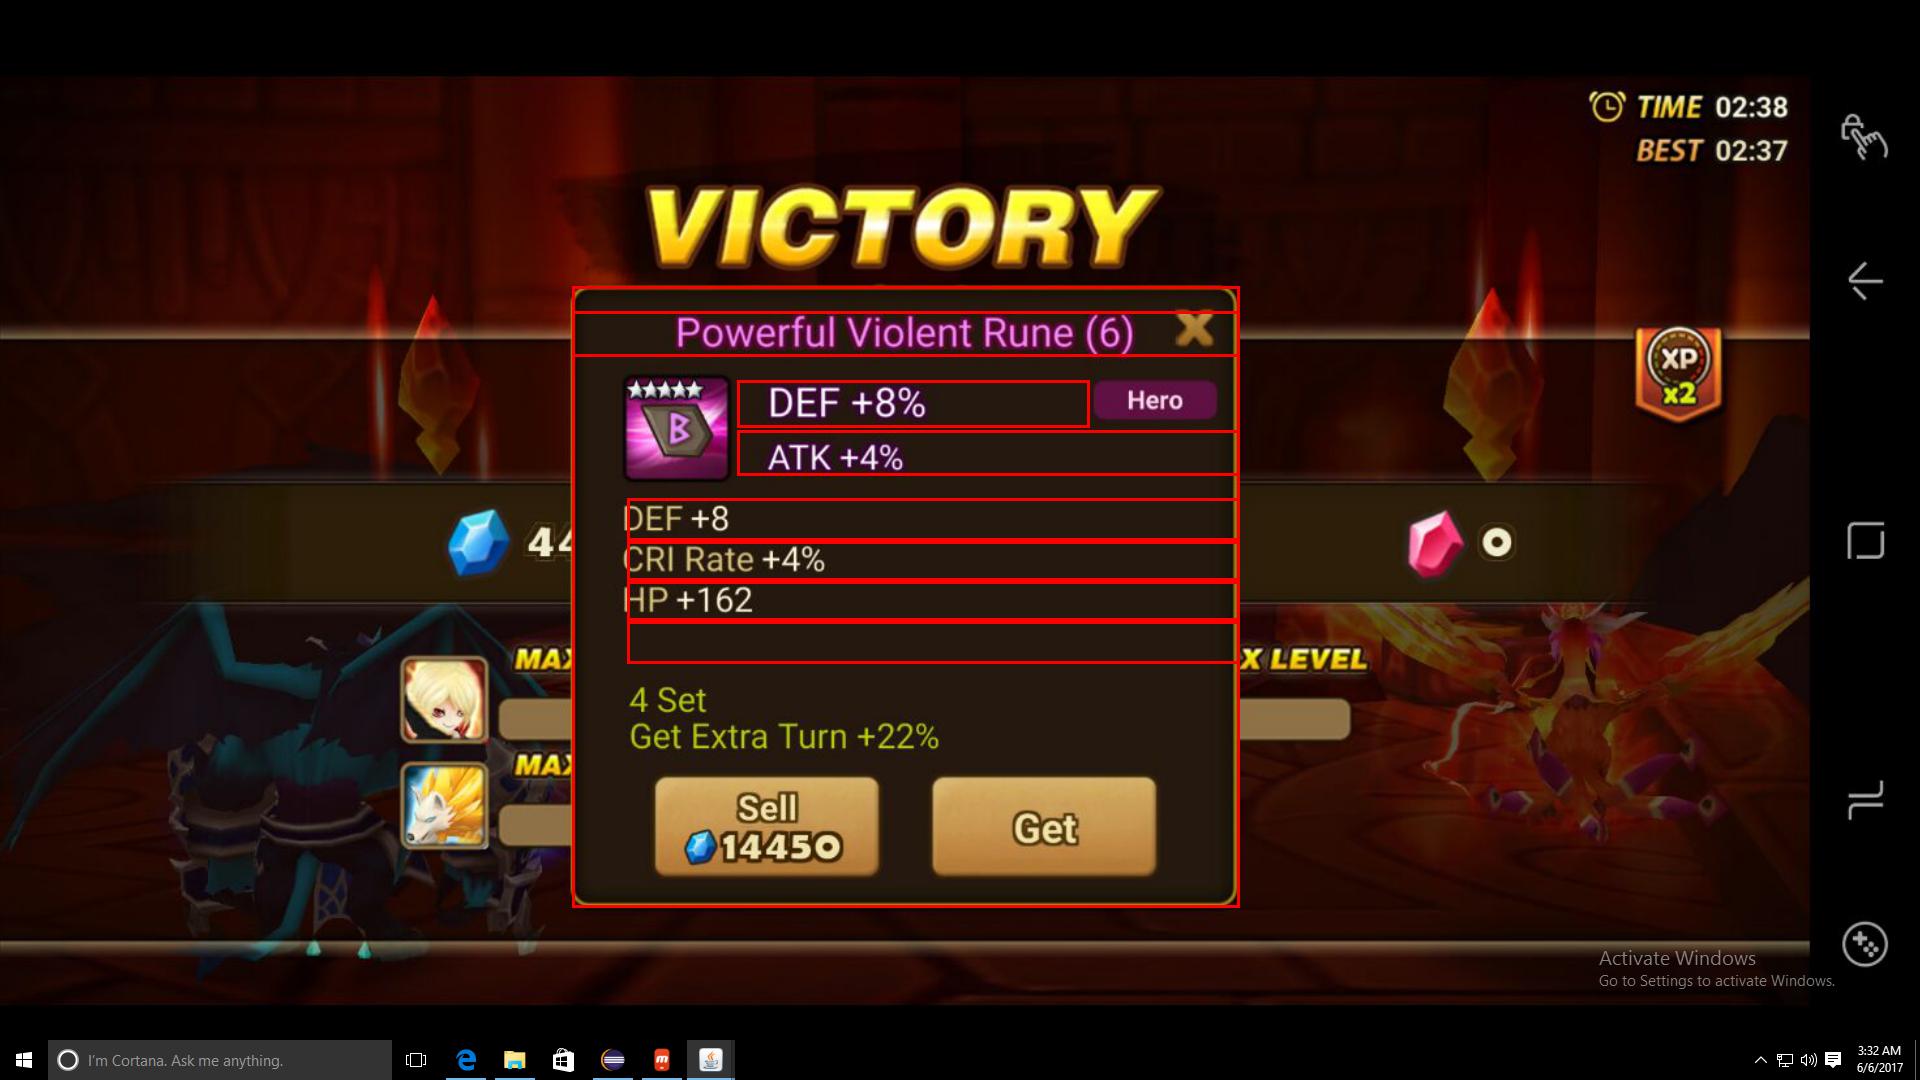 TIME 02:38
BEST 02:37
VICTORY
Powerful Violent Rune (6)
X
DEF +8%
Hero
ATK +4%
XP
x2
DEF +8
44
0
CRI Rate +4%
HP +162
MAX
X LEVEL
4 Set
Get Extra Turn +22%
MAX
Sell
14450
Get
Activate Windows
Go to Settings to activate Windows.
I'm Cortana. Ask me anything.
3:32 AM
6/6/2017